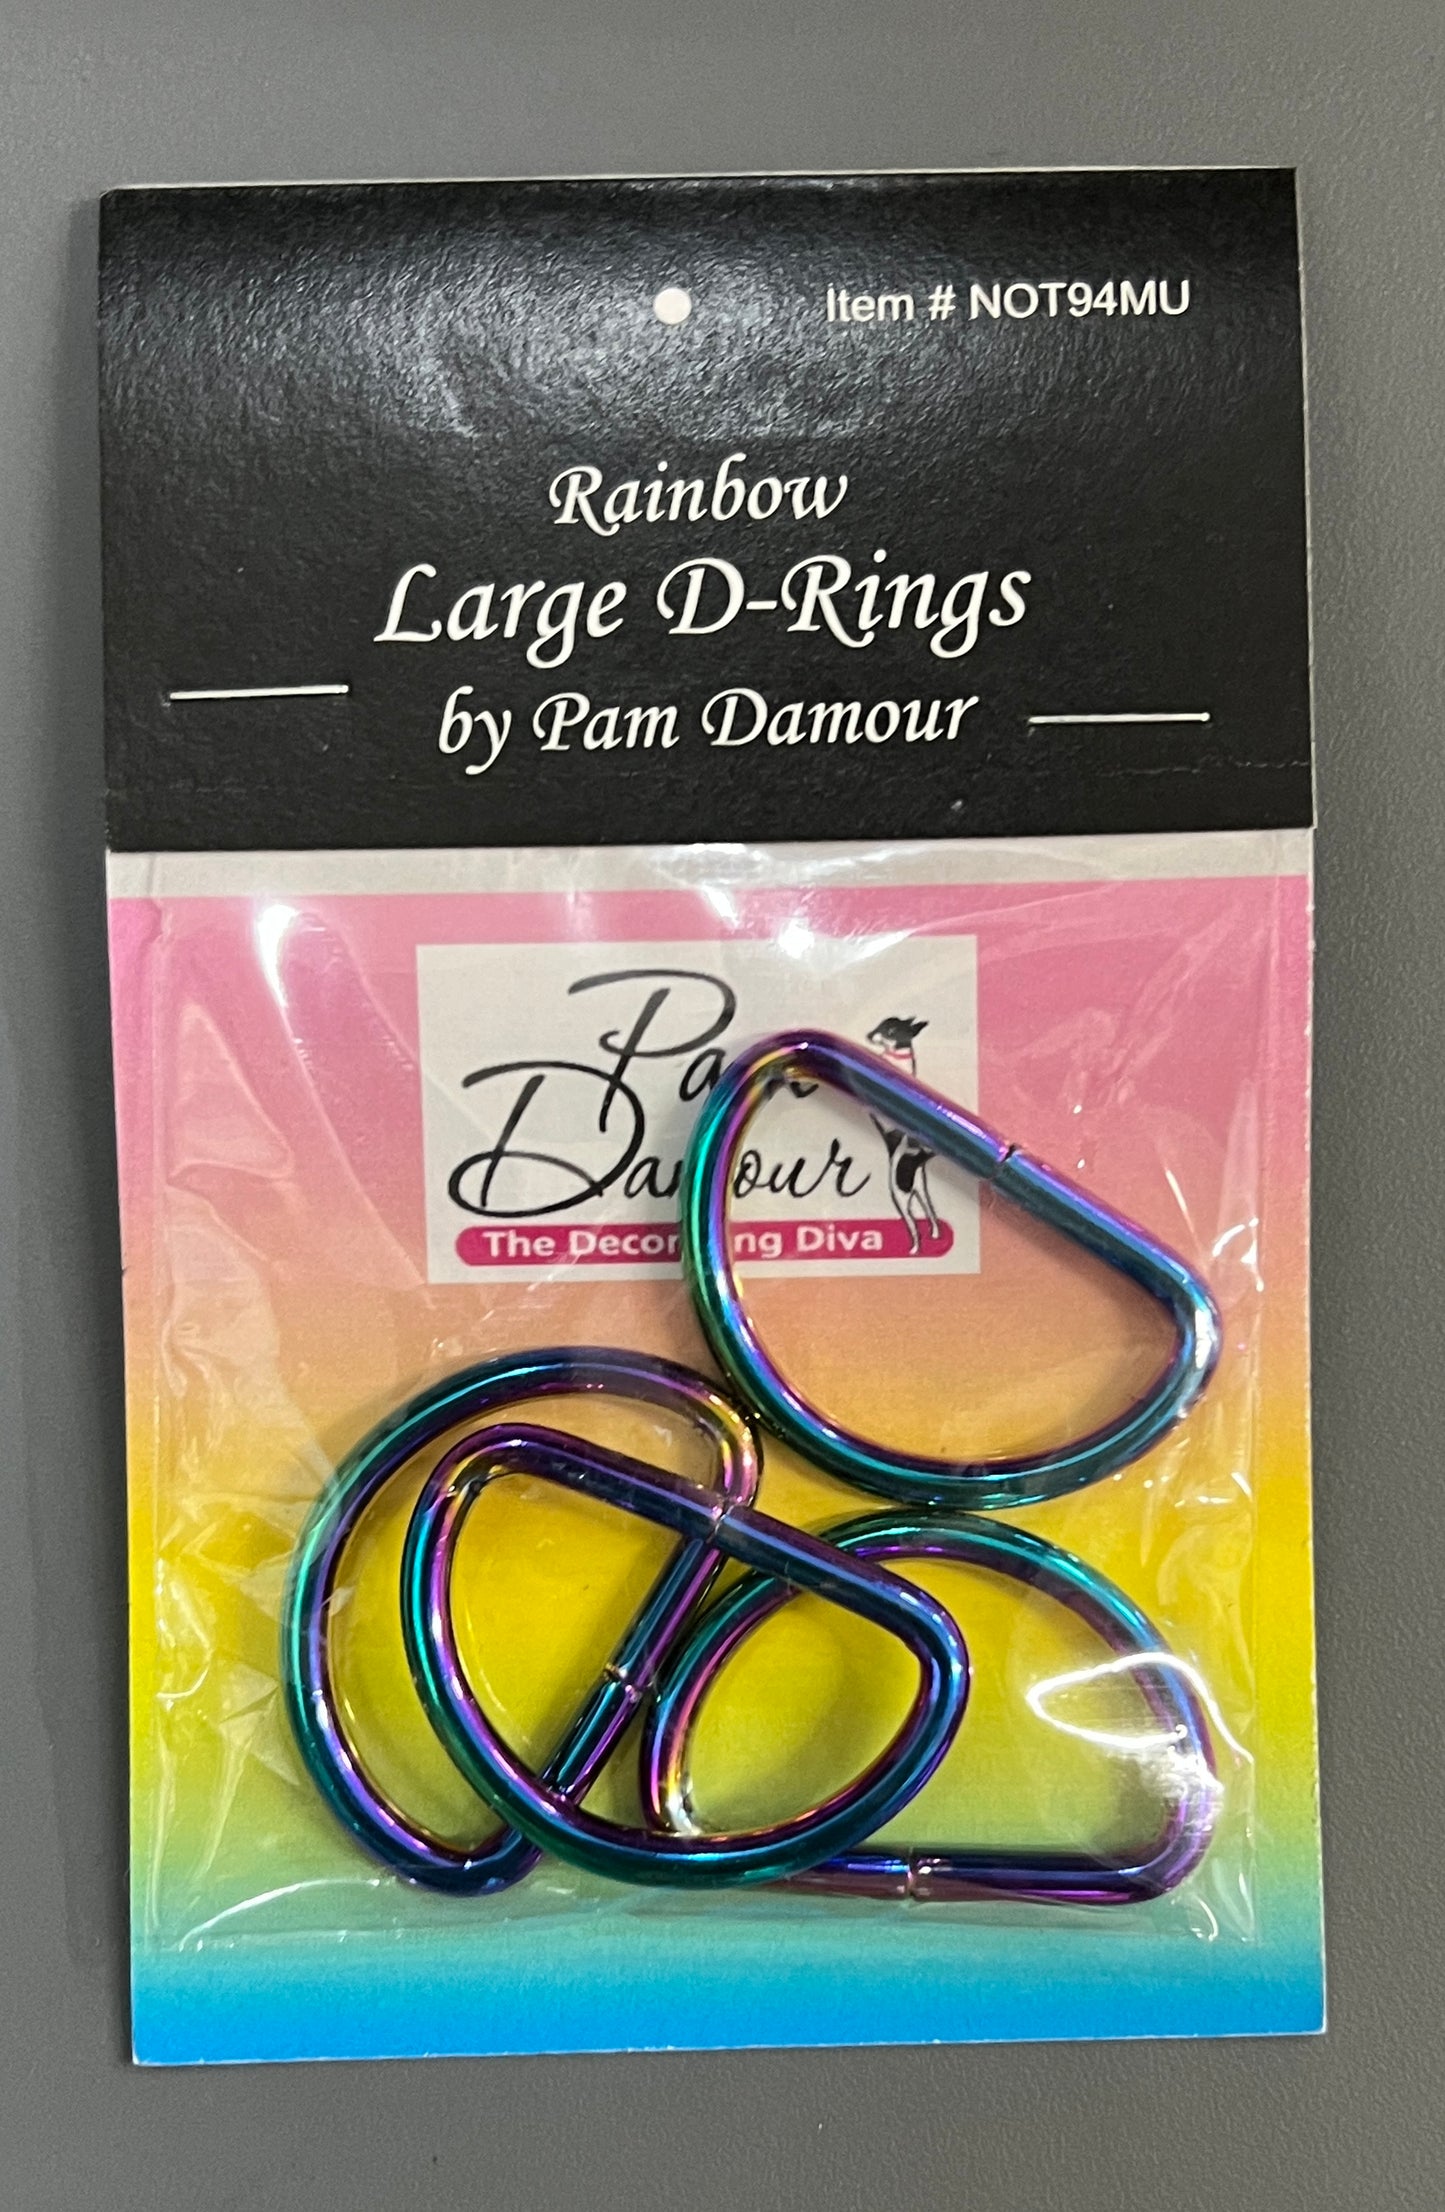 Item # NOT94MU
Rainbow
Large D-Rings
by Pam Damour
Pam
Damour
The Decorating Diva